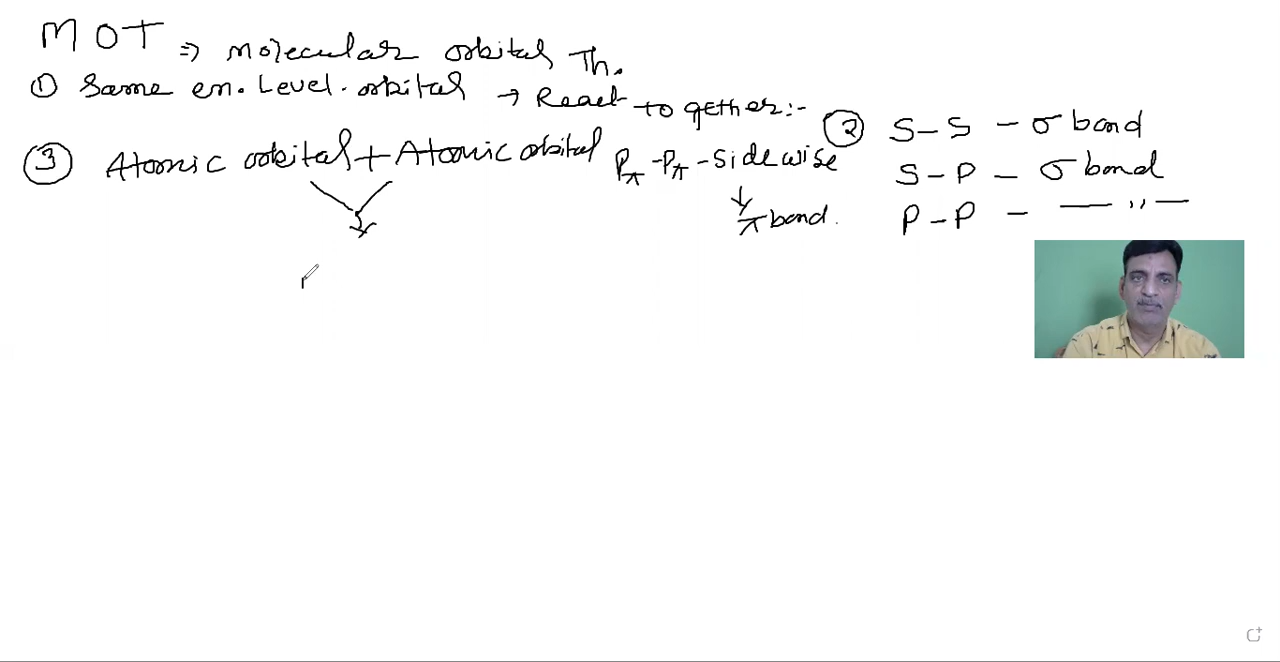 MOT ⇒ Molecular orbital Th.
① Same en. Level. orbital → React together:-
② S-S - σ bond
S-P - σ bond
P-P - —— ,, ——
Pπ-Pπ - Sidewise
↓
π bond.
③ Atomic orbital + Atomic orbital